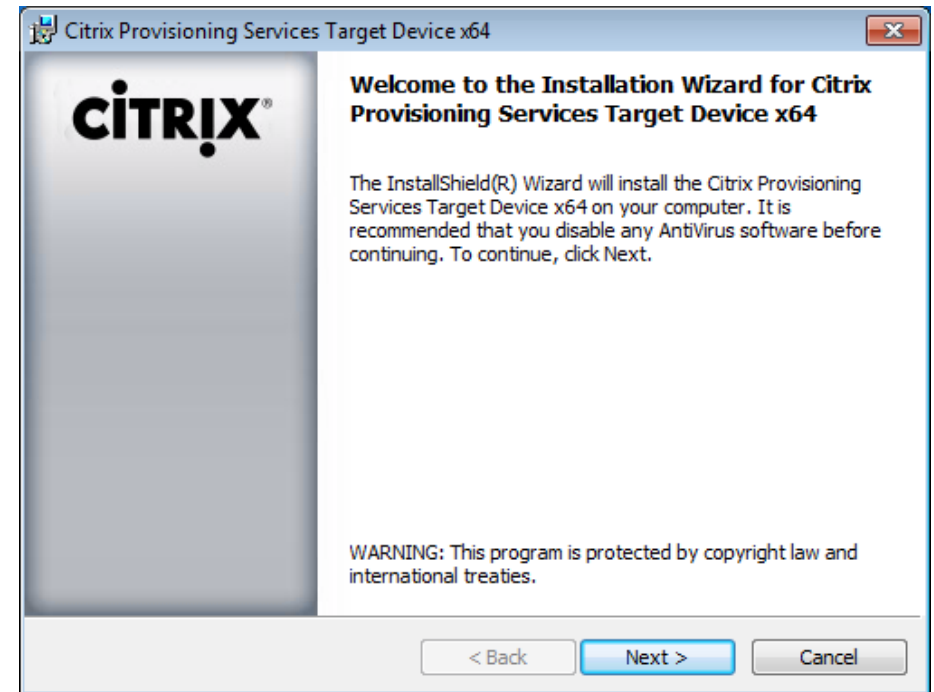 Citrix Provisioning Services Target Device x64
CİTRIX®
Welcome to the Installation Wizard for Citrix
Provisioning Services Target Device x64
The InstallShield(R) Wizard will install the Citrix Provisioning
Services Target Device x64 on your computer. It is
recommended that you disable any AntiVirus software before
continuing. To continue, click Next.
WARNING: This program is protected by copyright law and
international treaties.
< Back
Next >
Cancel